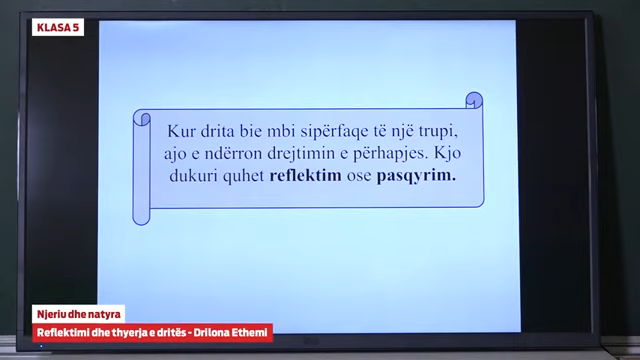 KLASA 5
Kur drita bie mbi sipërfaqe të një trupi,
ajo e ndërron drejtimin e përhapjes. Kjo
dukuri quhet reflektim ose pasqyrim.
Njeriu dhe natyra
Reflektimi dhe thyerja e dritës - Drilona Ethemi